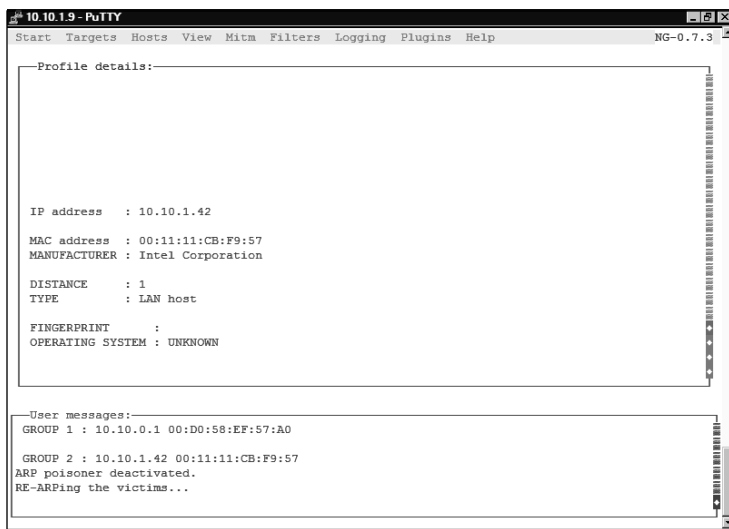 10.10.1.9 - PuTTY
Start Targets Hosts View Mitm Filters Logging Plugins Help NG-0.7.3
Profile details:
IP address : 10.10.1.42
MAC address : 00:11:11:CB:F9:57
MANUFACTURER : Intel Corporation
DISTANCE : 1
TYPE : LAN host
FINGERPRINT :
OPERATING SYSTEM : UNKNOWN
User messages:
GROUP 1 : 10.10.0.1 00:D0:58:EF:57:A0
GROUP 2 : 10.10.1.42 00:11:11:CB:F9:57
ARP poisoner deactivated.
RE-ARPing the victims...